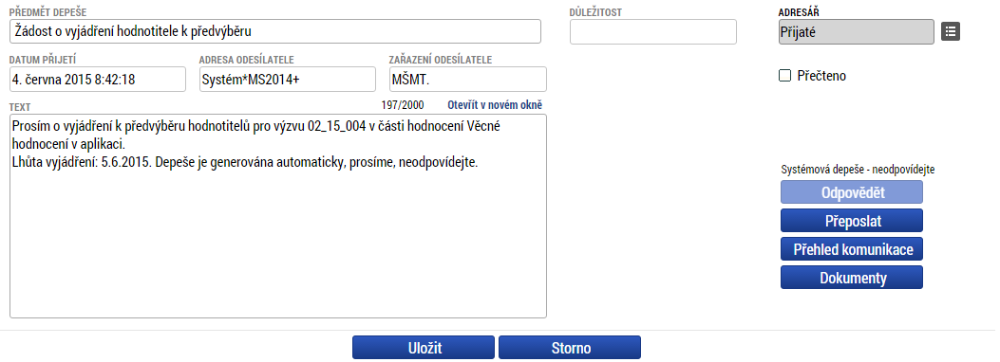 PŘEDMĚT DEPEŠE
DŮLEŽITOST
ADRESÁŘ
Žádost o vyjádření hodnotitele k předvýběru
Přijaté
DATUM PŘIJETÍ
ADRESA ODESÍLATELE
ZAŘAZENÍ ODESÍLATELE
4. června 2015 8:42:18
Systém*MS2014+
MŠMT.
Přečteno
TEXT
197/2000
Otevřít v novém okně
Prosím o vyjádření k předvýběru hodnotitelů pro výzvu 02_15_004 v části hodnocení Věcné
hodnocení v aplikaci.
Lhůta vyjádření: 5.6.2015. Depeše je generována automaticky, prosíme, neodpovídejte.
Systémová depeše - neodpovídejte
Odpovědět
Přeposlat
Přehled komunikace
Dokumenty
Uložit
Storno